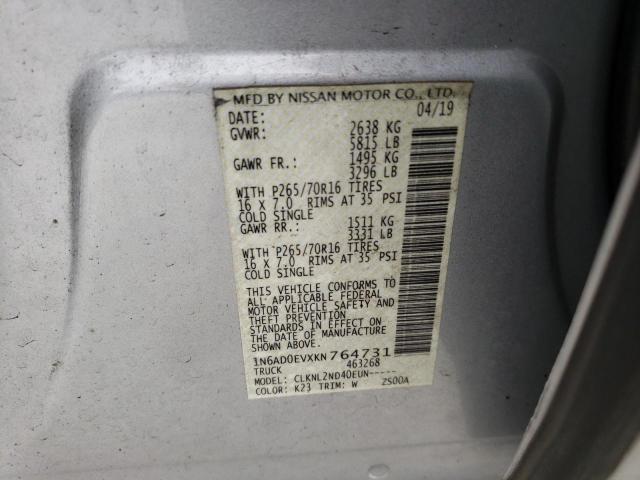 MFD BY NISSAN MOTOR CO., LTD.
DATE: 04/19
GVWR: 2638 KG
5815 LB
GAWR FR.: 1495 KG
3296 LB
WITH P265/70R16 TIRES
16 X 7.0 RIMS AT 35 PSI
COLD SINGLE
GAWR RR.: 1511 KG
3331 LB
WITH P265/70R16 TIRES
16 X 7.0 RIMS AT 35 PSI
COLD SINGLE
THIS VEHICLE CONFORMS TO
ALL APPLICABLE FEDERAL
MOTOR VEHICLE SAFETY AND
THEFT PREVENTION
STANDARDS IN EFFECT ON
THE DATE OF MANUFACTURE
SHOWN ABOVE.
1N6AD0EVXKN764731
TRUCK 463268
MODEL: CLKNL2ND40EUN-----
COLOR: K23 TRIM: W ZS00A